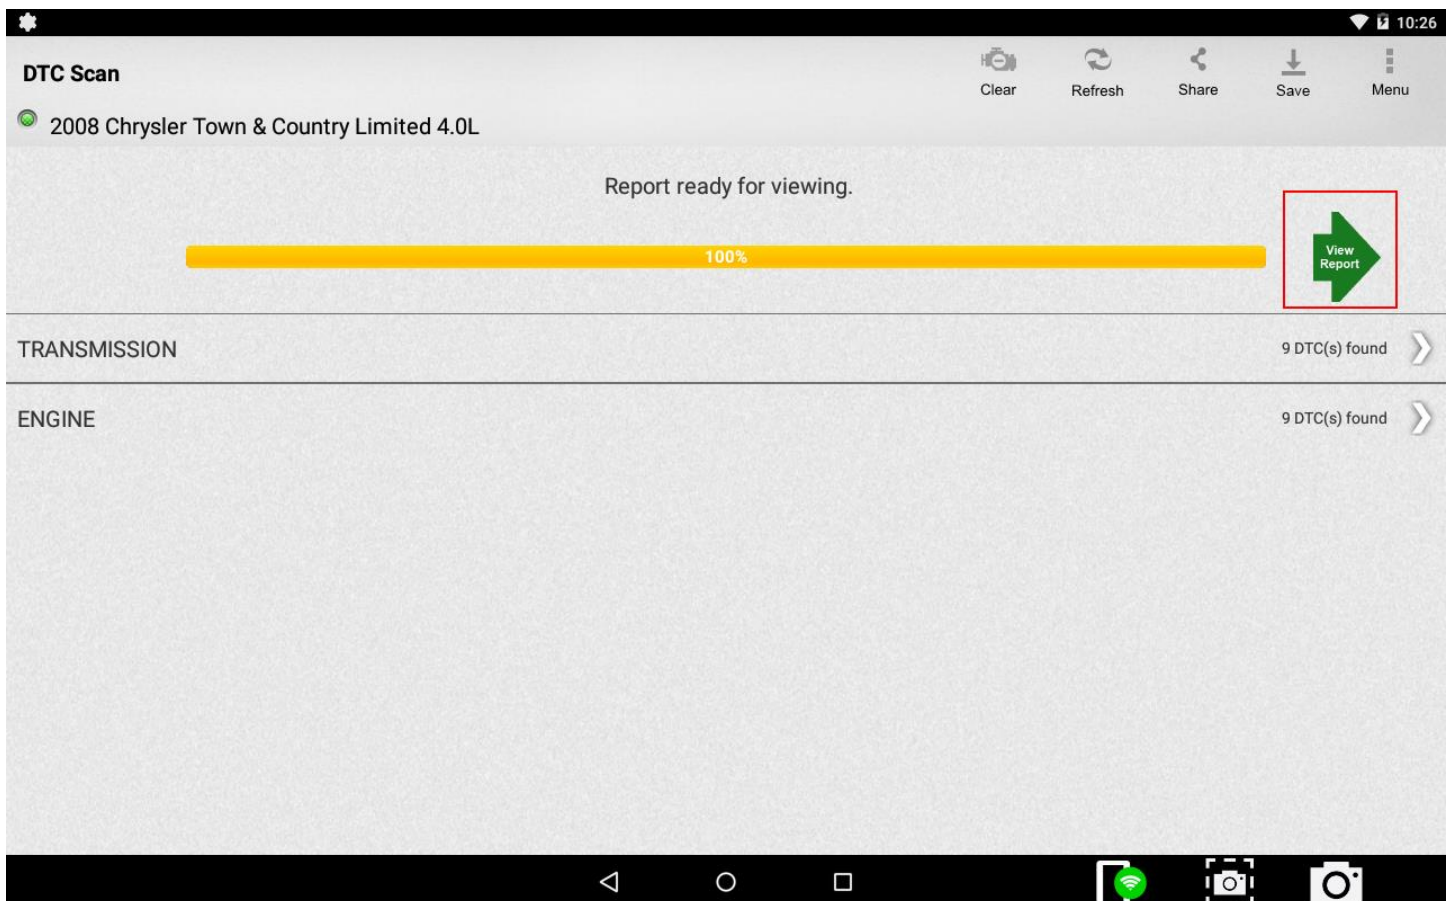 10:26
DTC Scan
Clear
Refresh
Share
Save
Menu
2008 Chrysler Town & Country Limited 4.0L
Report ready for viewing.
100%
View
Report
TRANSMISSION
9 DTC(s) found
ENGINE
9 DTC(s) found